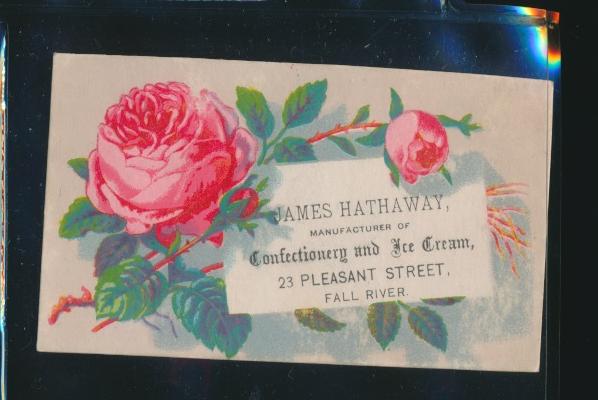 JAMES HATHAWAY,
MANUFACTURER OF
Confectionery and Ice Cream,
23 PLEASANT STREET,
FALL RIVER.